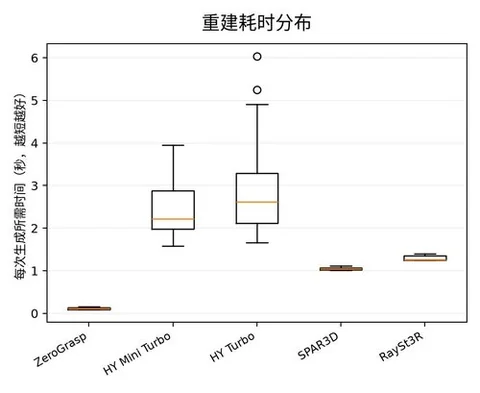 重建耗时分布
每次生成所需时间（秒，越短越好）
6
5
4
3
2
1
0
ZeroGrasp
HY Mini Turbo
HY Turbo
SPAR3D
RaySt3R